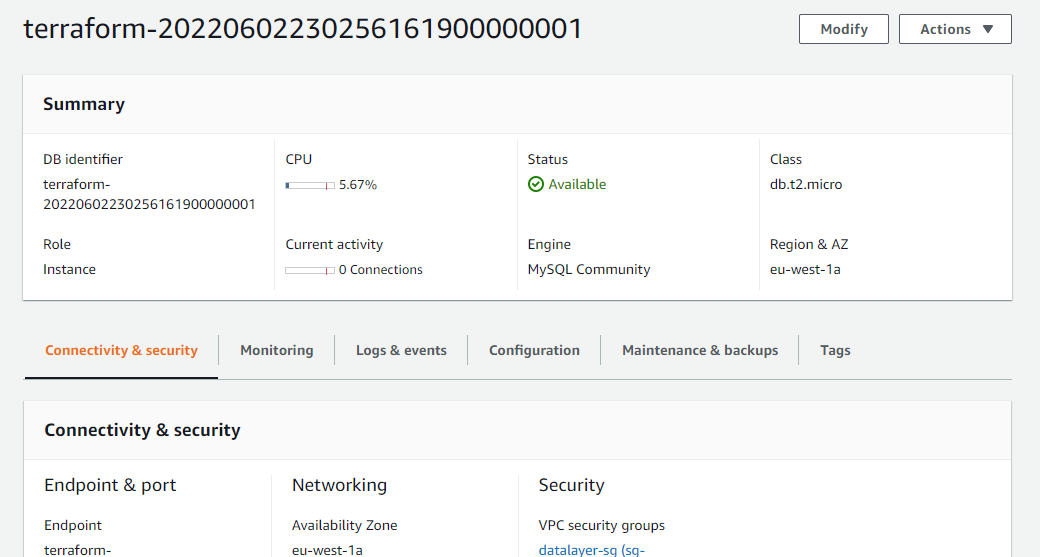 terraform-20220602230256161900000001
Modify
Actions
Summary
DB identifier
CPU
Status
Class
terraform-
20220602230256161900000001
5.67%
Available
db.t2.micro
Role
Current activity
Engine
Region & AZ
Instance
0 Connections
MySQL Community
eu-west-1a
Connectivity & security
Monitoring
Logs & events
Configuration
Maintenance & backups
Tags
Connectivity & security
Endpoint & port
Networking
Security
Endpoint
Availability Zone
VPC security groups
terraform-
eu-west-1a
datalayer-sg (sg-